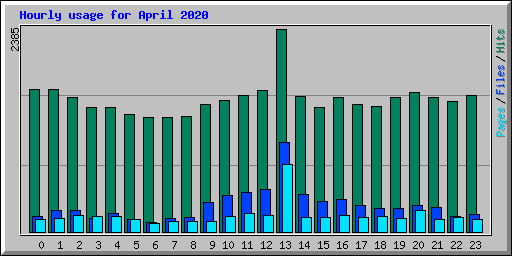 Hourly usage for April 2020
2385
Pages / Files / Hits
0 1 2 3 4 5 6 7 8 9 10 11 12 13 14 15 16 17 18 19 20 21 22 23